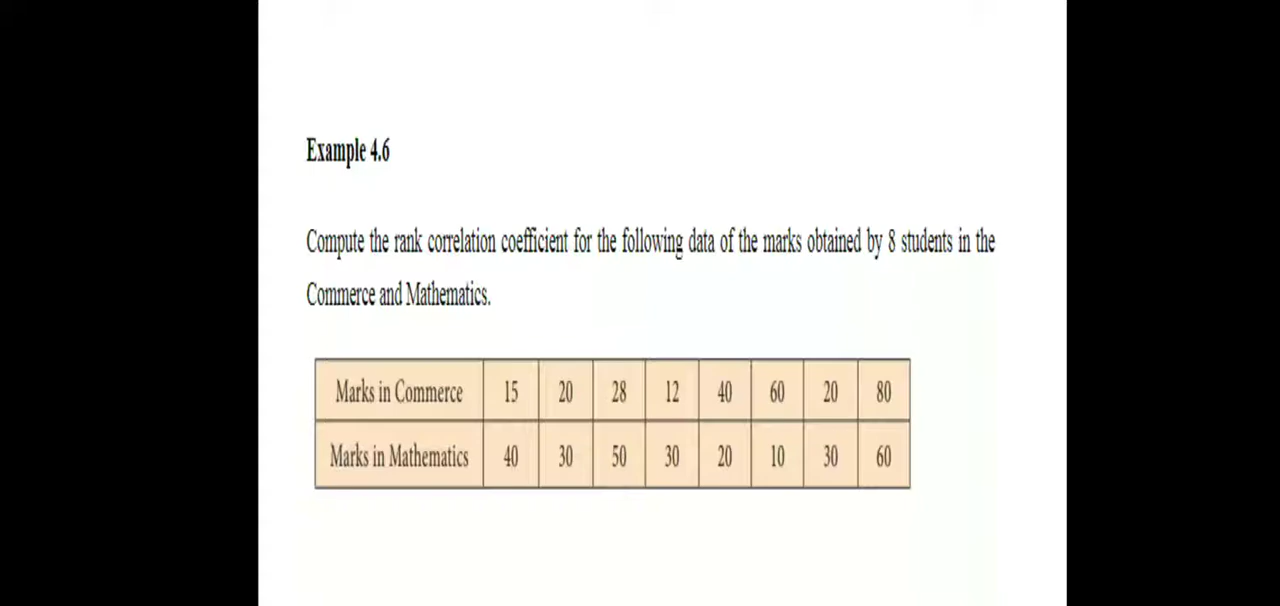 Example 4.6
Compute the rank correlation coefficient for the following data of the marks obtained by 8 students in the
Commerce and Mathematics.
Marks in Commerce 15 20 28 12 40 60 20 80
Marks in Mathematics 40 30 50 30 20 10 30 60